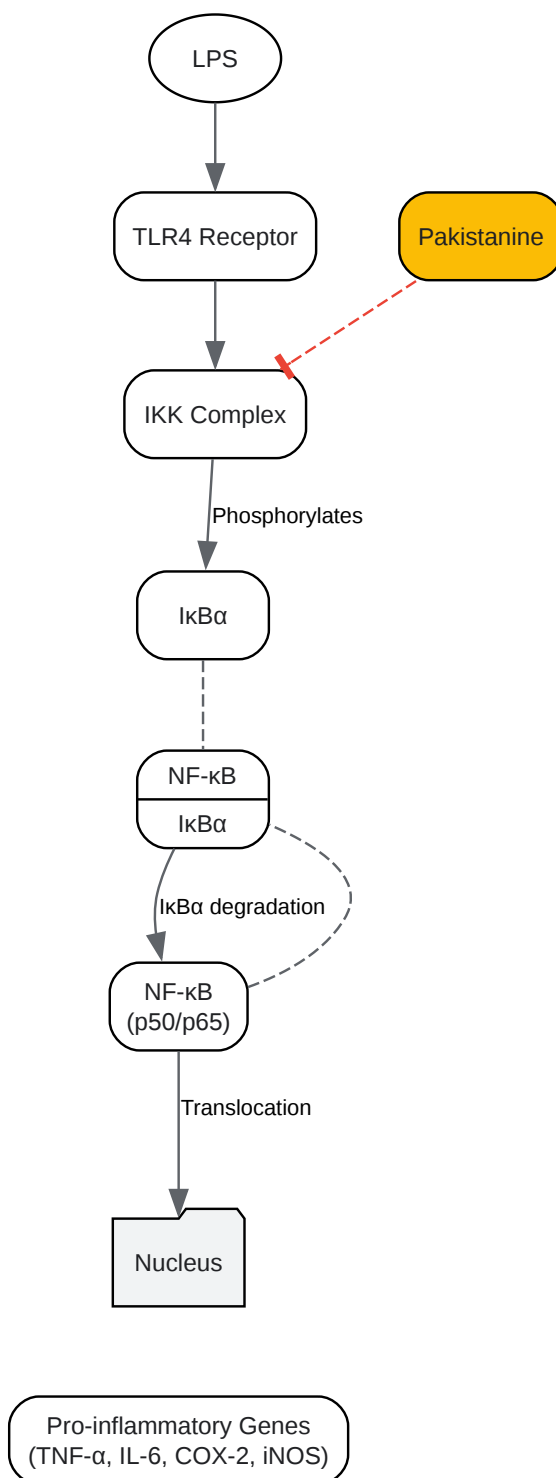 LPS
TLR4 Receptor
Pakistanine
IKK Complex
Phosphorylates
IκBα
NF-κB
IκBα
IκBα degradation
NF-κB
(p50/p65)
Translocation
Nucleus
Pro-inflammatory Genes
(TNF-α, IL-6, COX-2, iNOS)